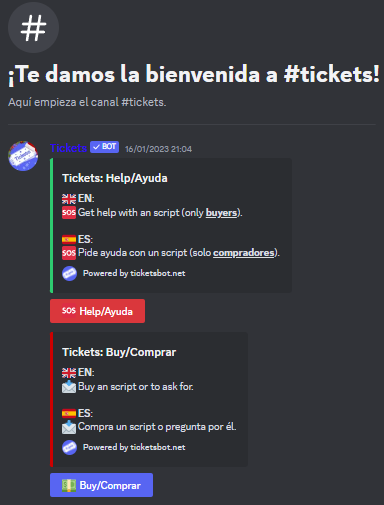 #
¡Te damos la bienvenida a #tickets!
Aquí empieza el canal #tickets.
Tickets BOT 16/01/2023 21:04
Tickets: Help/Ayuda
EN:
SOS Get help with an script (only buyers).
ES:
SOS Pide ayuda con un script (solo compradores).
Powered by ticketsbot.net
SOS Help/Ayuda
Tickets: Buy/Comprar
EN:
Buy an script or to ask for.
ES:
Compra un script o pregunta por él.
Powered by ticketsbot.net
Buy/Comprar